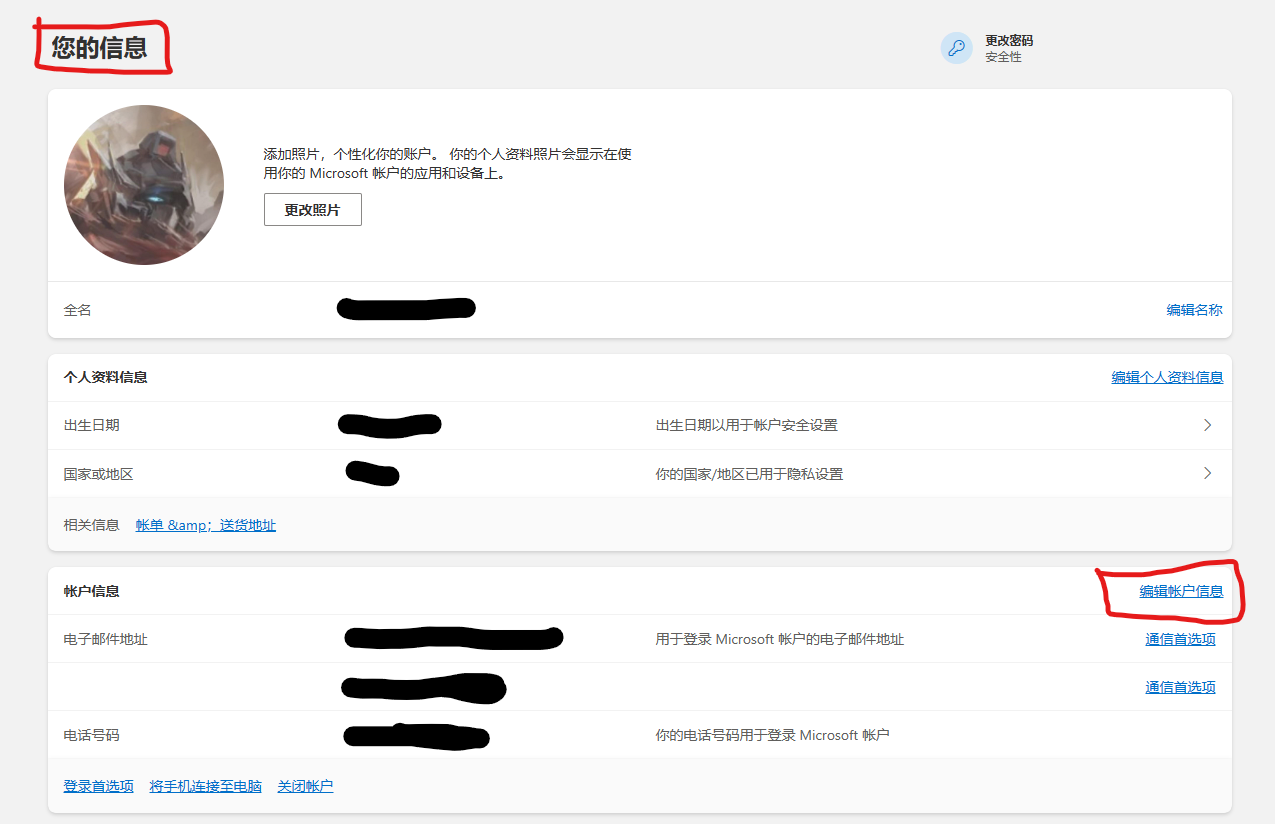 您的信息
更改密码
安全性
添加照片，个性化你的账户。 你的个人资料照片会显示在使
用你的 Microsoft 帐户的应用和设备上。
更改照片
全名
编辑名称
个人资料信息
编辑个人资料信息
出生日期
出生日期以用于帐户安全设置
国家或地区
你的国家/地区已用于隐私设置
相关信息 帐单 &amp; 送货地址
帐户信息
编辑帐户信息
电子邮件地址
用于登录 Microsoft 帐户的电子邮件地址
通信首选项
通信首选项
电话号码
你的电话号码用于登录 Microsoft 帐户
登录首选项 将手机连接至电脑 关闭帐户